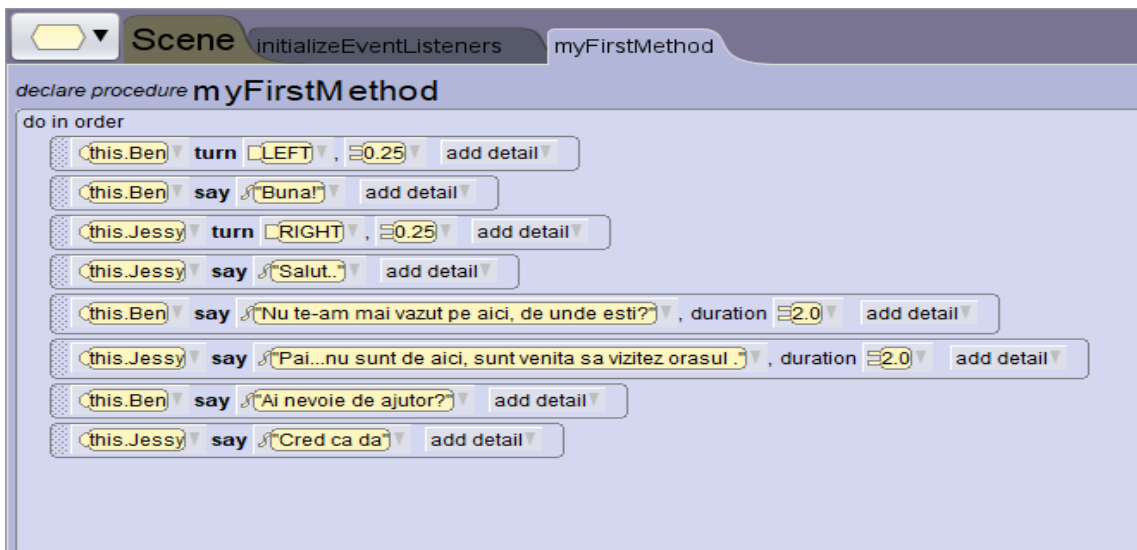 Scene initializeEventListeners myFirstMethod
declare procedure myFirstMethod
do in order
this.Ben turn LEFT , 0.25 add detail
this.Ben say "Buna!" add detail
this.Jessy turn RIGHT , 0.25 add detail
this.Jessy say "Salut.." add detail
this.Ben say "Nu te-am mai vazut pe aici, de unde esti?" , duration 2.0 add detail
this.Jessy say "Pai...nu sunt de aici, sunt venita sa vizitez orasul ." , duration 2.0 add detail
this.Ben say "Ai nevoie de ajutor?" add detail
this.Jessy say "Cred ca da" add detail